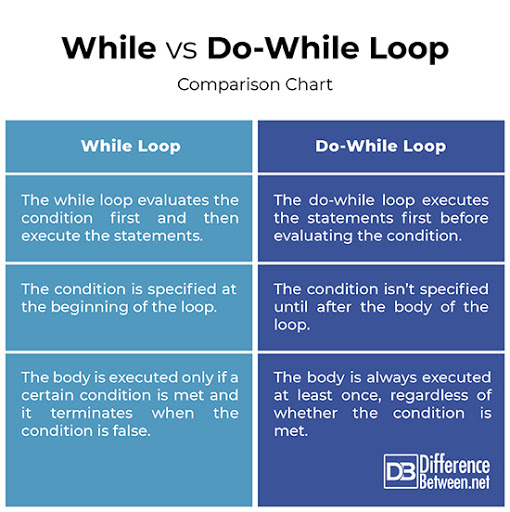 While vs Do-While Loop
Comparison Chart
While Loop
Do-While Loop
The while loop evaluates the
condition first and then
execute the statements.
The do-while loop executes
the statements first before
evaluating the condition.
The condition is specified at
the beginning of the loop.
The condition isn't specified
until after the body of the
loop.
The body is executed only if a
certain condition is met and
it terminates when the
condition is false.
The body is always executed
at least once, regardless of
whether the condition is
met.
DB Difference
Between.net